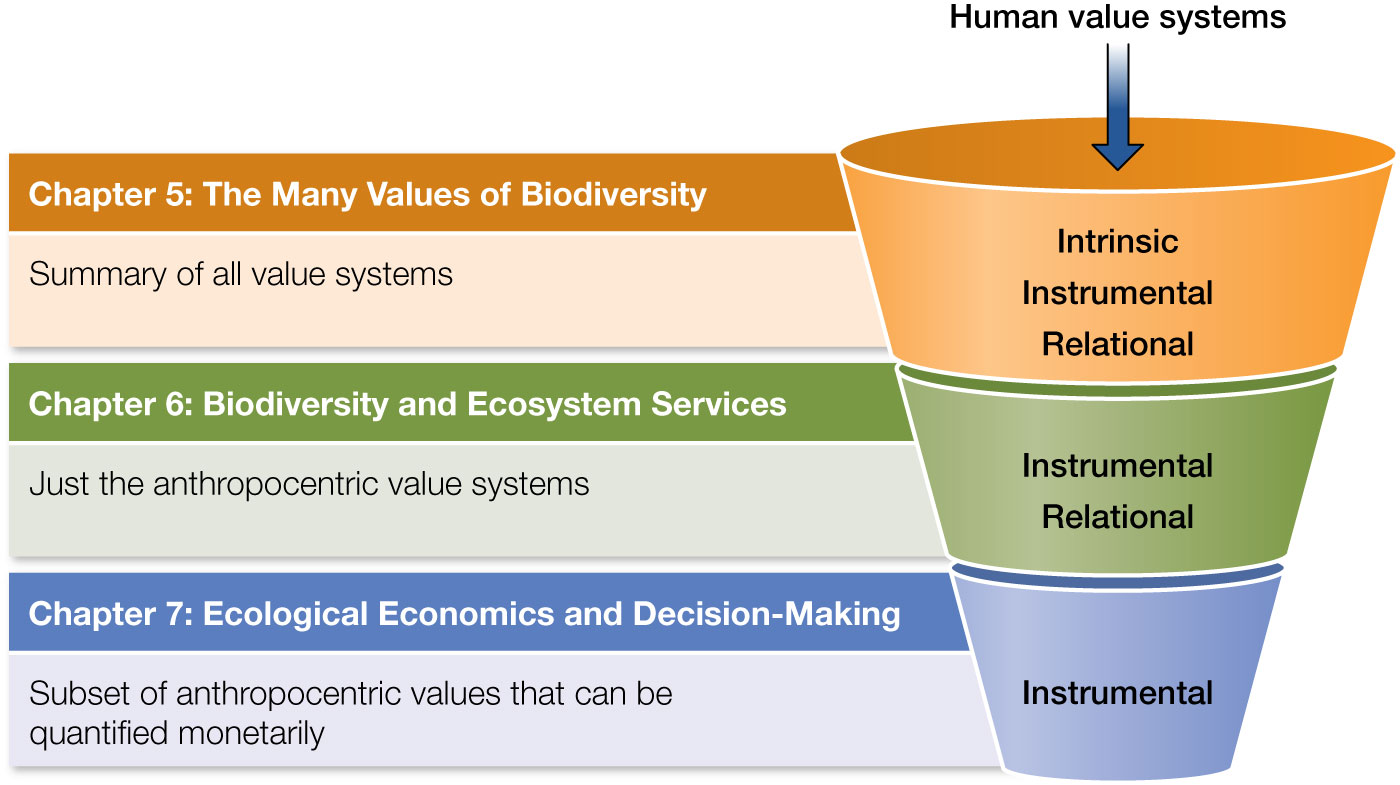 Human value systems
Chapter 5: The Many Values of Biodiversity
Summary of all value systems
Intrinsic
Instrumental
Relational
Chapter 6: Biodiversity and Ecosystem Services
Just the anthropocentric value systems
Instrumental
Relational
Chapter 7: Ecological Economics and Decision-Making
Subset of anthropocentric values that can be
quantified monetarily
Instrumental